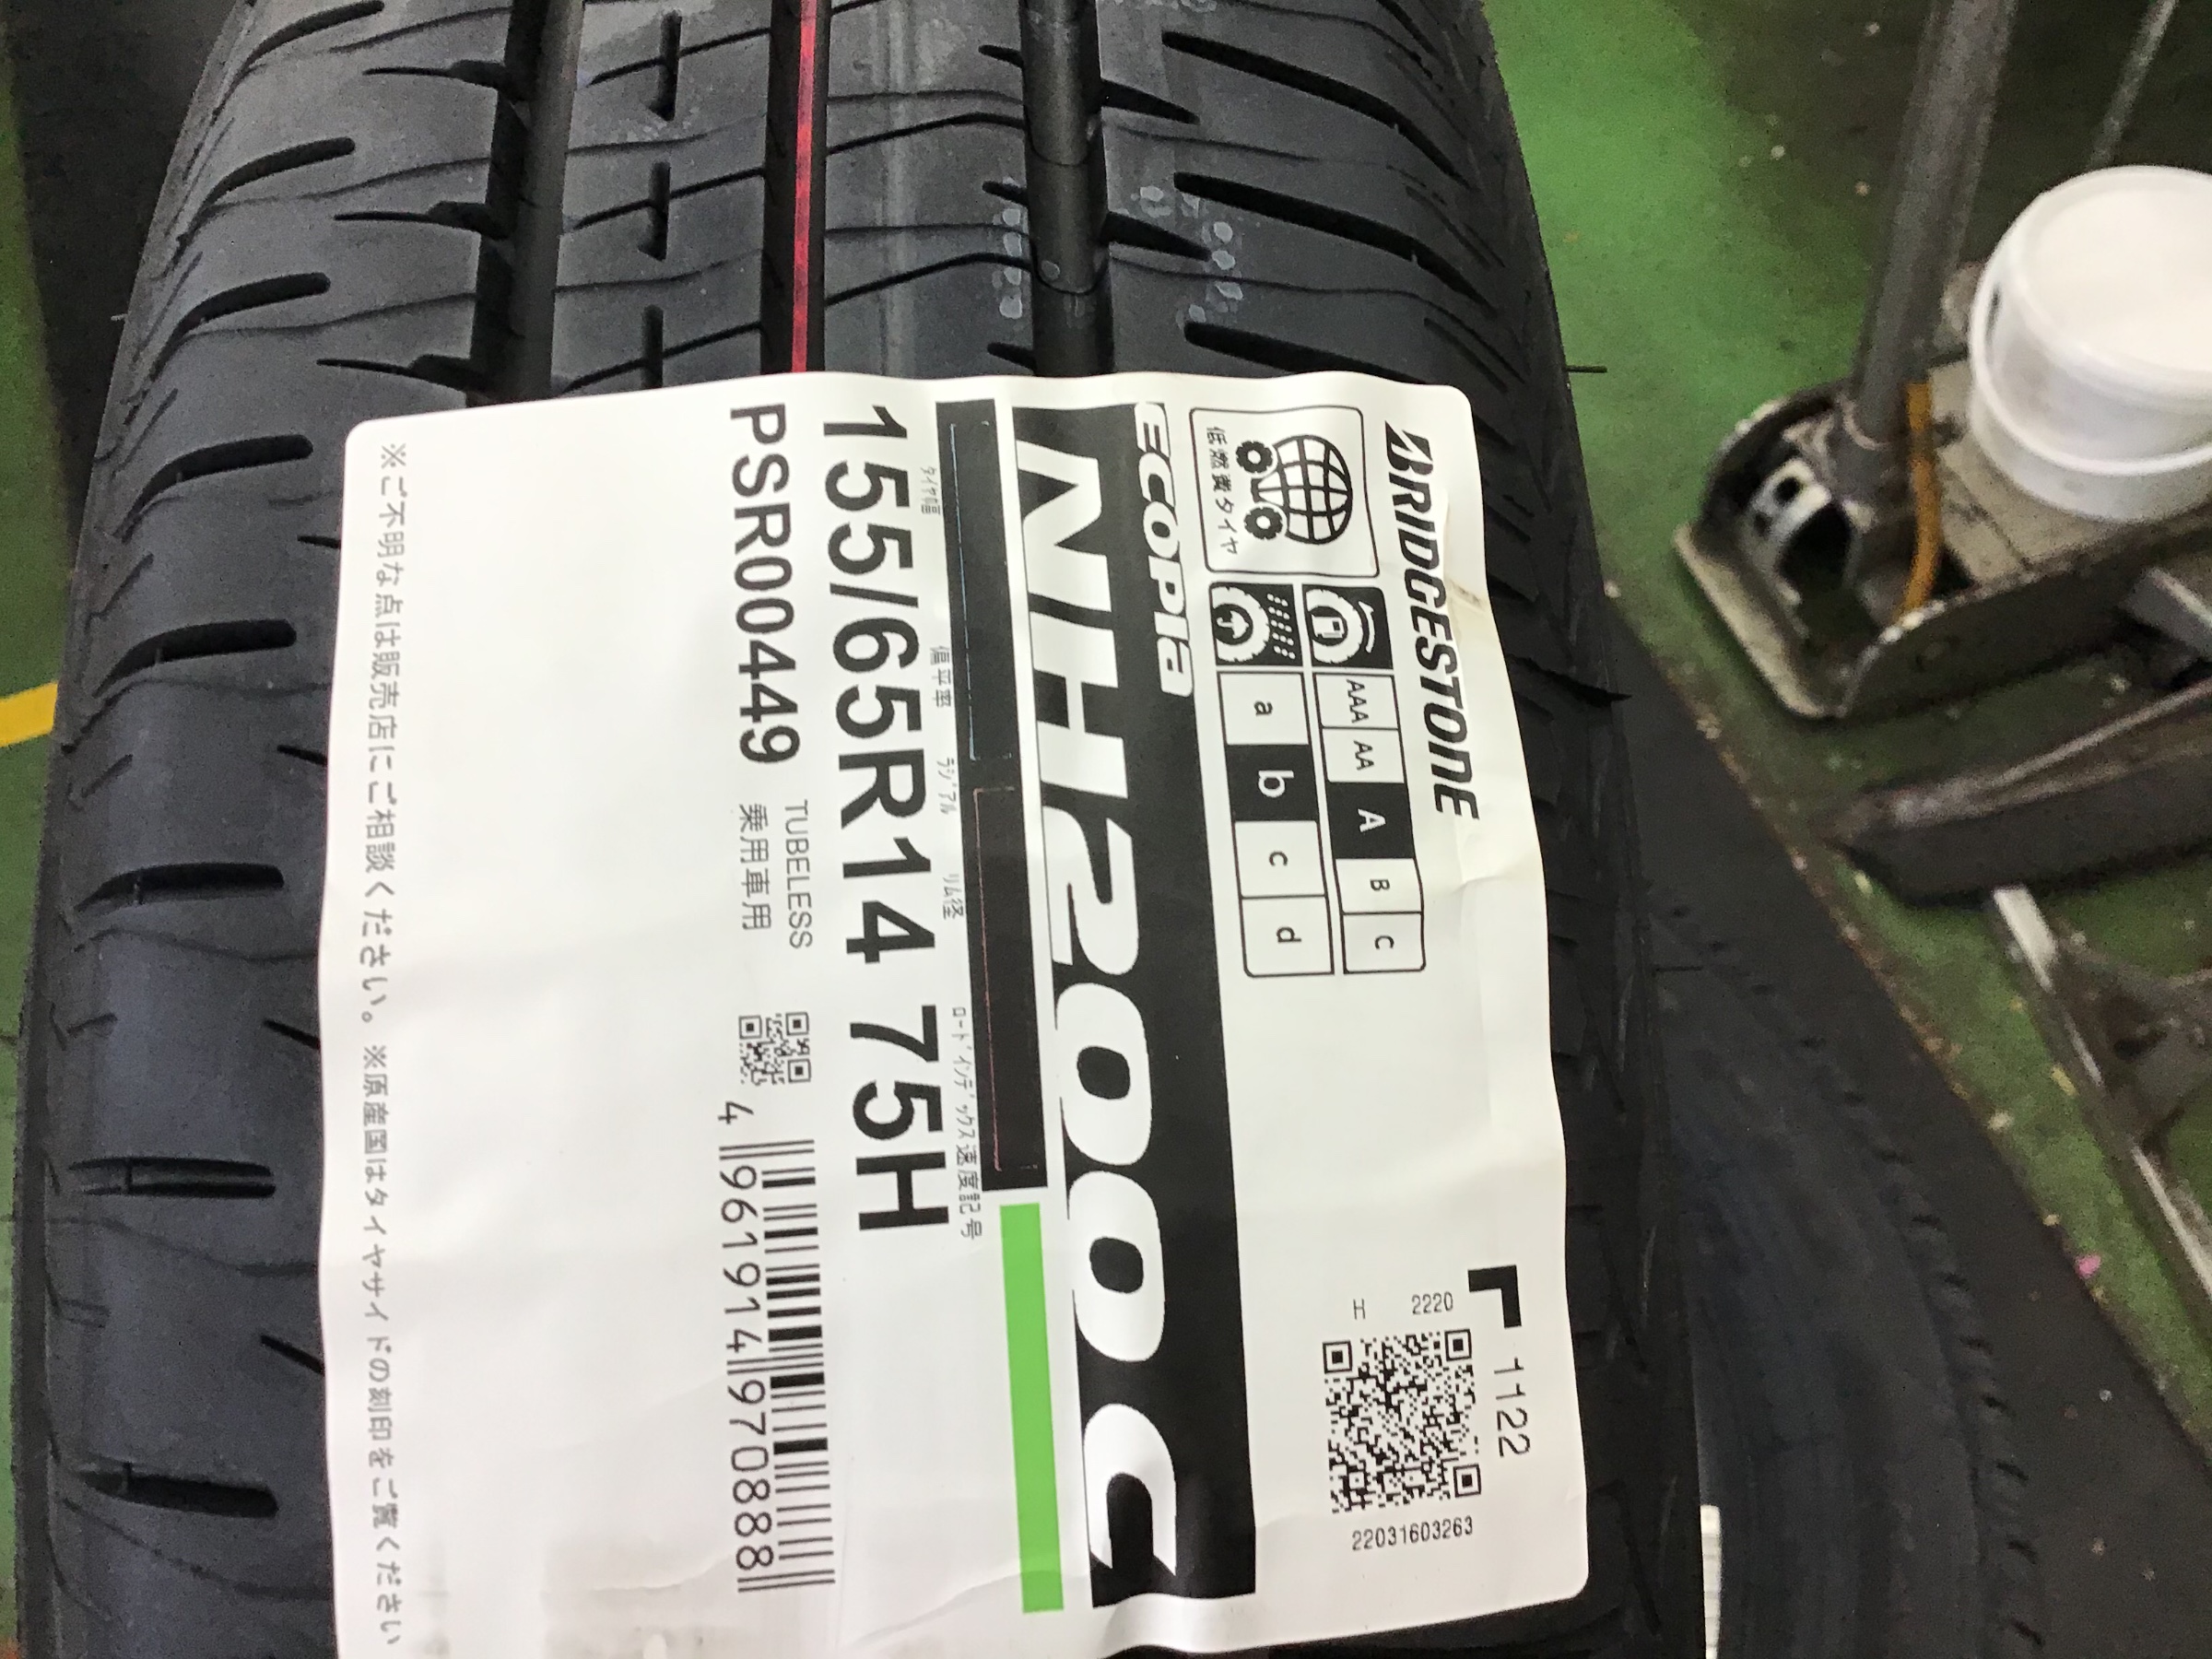 BRIDGESTONE
低燃費タイヤ
AAA AA A B C
a b c d
1122
H 2220
22031603263
ECOPIA
NH200 C
タイヤ幅 偏平率 ラジアル リム径 ロードインデックス 速度記号
155/65R14 75H
PSR00449
TUBELESS
乗用車用
4 961914 970888
※ご不明な点は販売店にご相談ください。※原産国はタイヤサイドの刻印をご覧ください